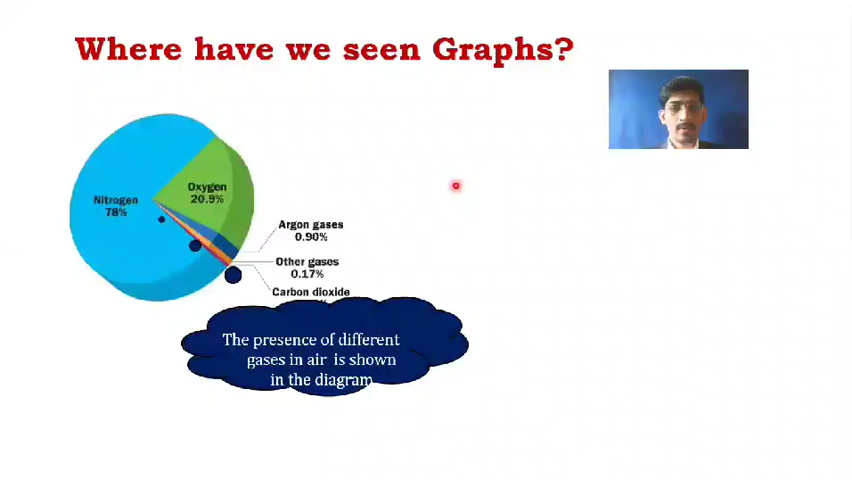 Where have we seen Graphs?
Nitrogen
78%
Oxygen
20.9%
Argon gases
0.90%
Other gases
0.17%
Carbon dioxide
The presence of different
gases in air is shown
in the diagram